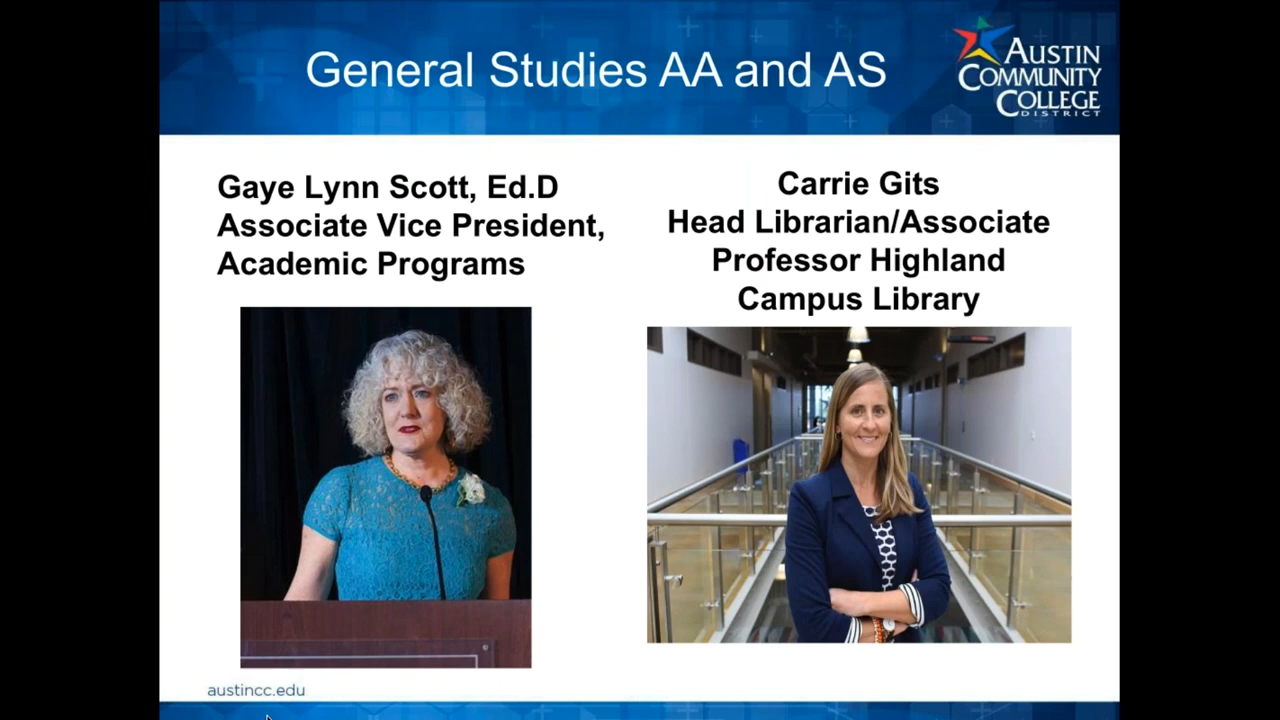 General Studies AA and AS
AUSTIN
COMMUNITY
COLLEGE
DISTRICT
Gaye Lynn Scott, Ed.D
Associate Vice President,
Academic Programs
Carrie Gits
Head Librarian/Associate
Professor Highland
Campus Library
austincc.edu